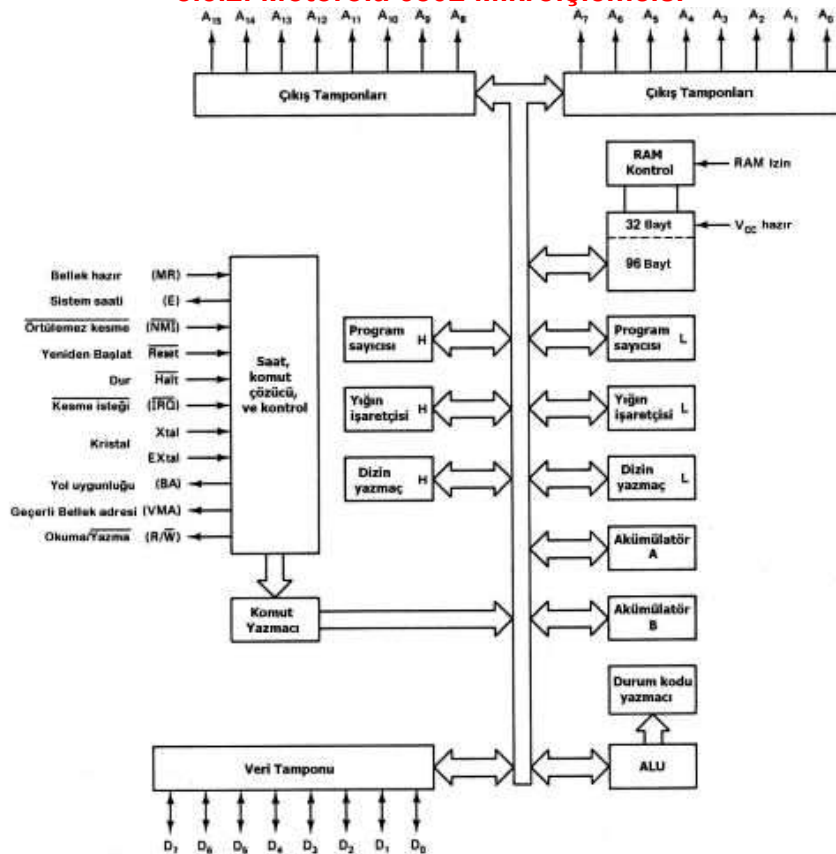 A15 A14 A13 A12 A11 A10 A9 A8 A7 A6 A5 A4 A3 A2 A1 A0
Çıkış Tamponları
Çıkış Tamponları
RAM
Kontrol
RAM Izin
32 Bayt
VCC hazır
96 Bayt
Bellek hazır (MR)
Sistem saati (E)
Örtülemez kesme (NMI)
Yeniden Başlat Reset
Dur Halt
Kesme isteği (IRQ)
Kristal
Xtal
EXtal
Yol uygunluğu (BA)
Geçerli Bellek adresi (VMA)
Okuma/Yazma (R/W)
Saat,
komut
çözücü,
ve kontrol
Program
sayıcısı H
Program
sayıcısı L
Yığın
işaretçisi H
Yığın
işaretçisi L
Dizin
yazmaç H
Dizin
yazmaç L
Akümülatör
A
Komut
Yazmacı
Akümülatör
B
Durum kodu
yazmacı
Veri Tamponu
ALU
D7 D6 D5 D4 D3 D2 D1 D0